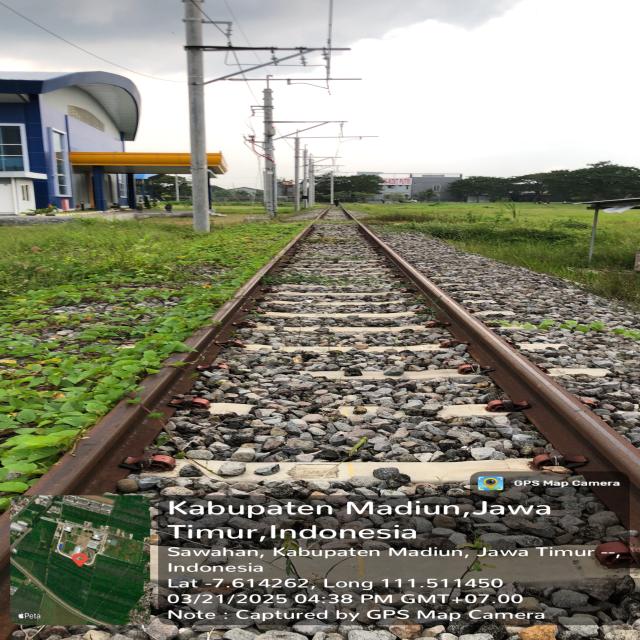 GPS Map Camera
Kabupaten Madiun,Jawa
Timur,Indonesia
Sawahan, Kabupaten Madiun, Jawa Timur --,
Indonesia
Lat -7.614262, Long 111.511450
03/21/2025 04:38 PM GMT+07.00
Note : Captured by GPS Map Camera
Peta